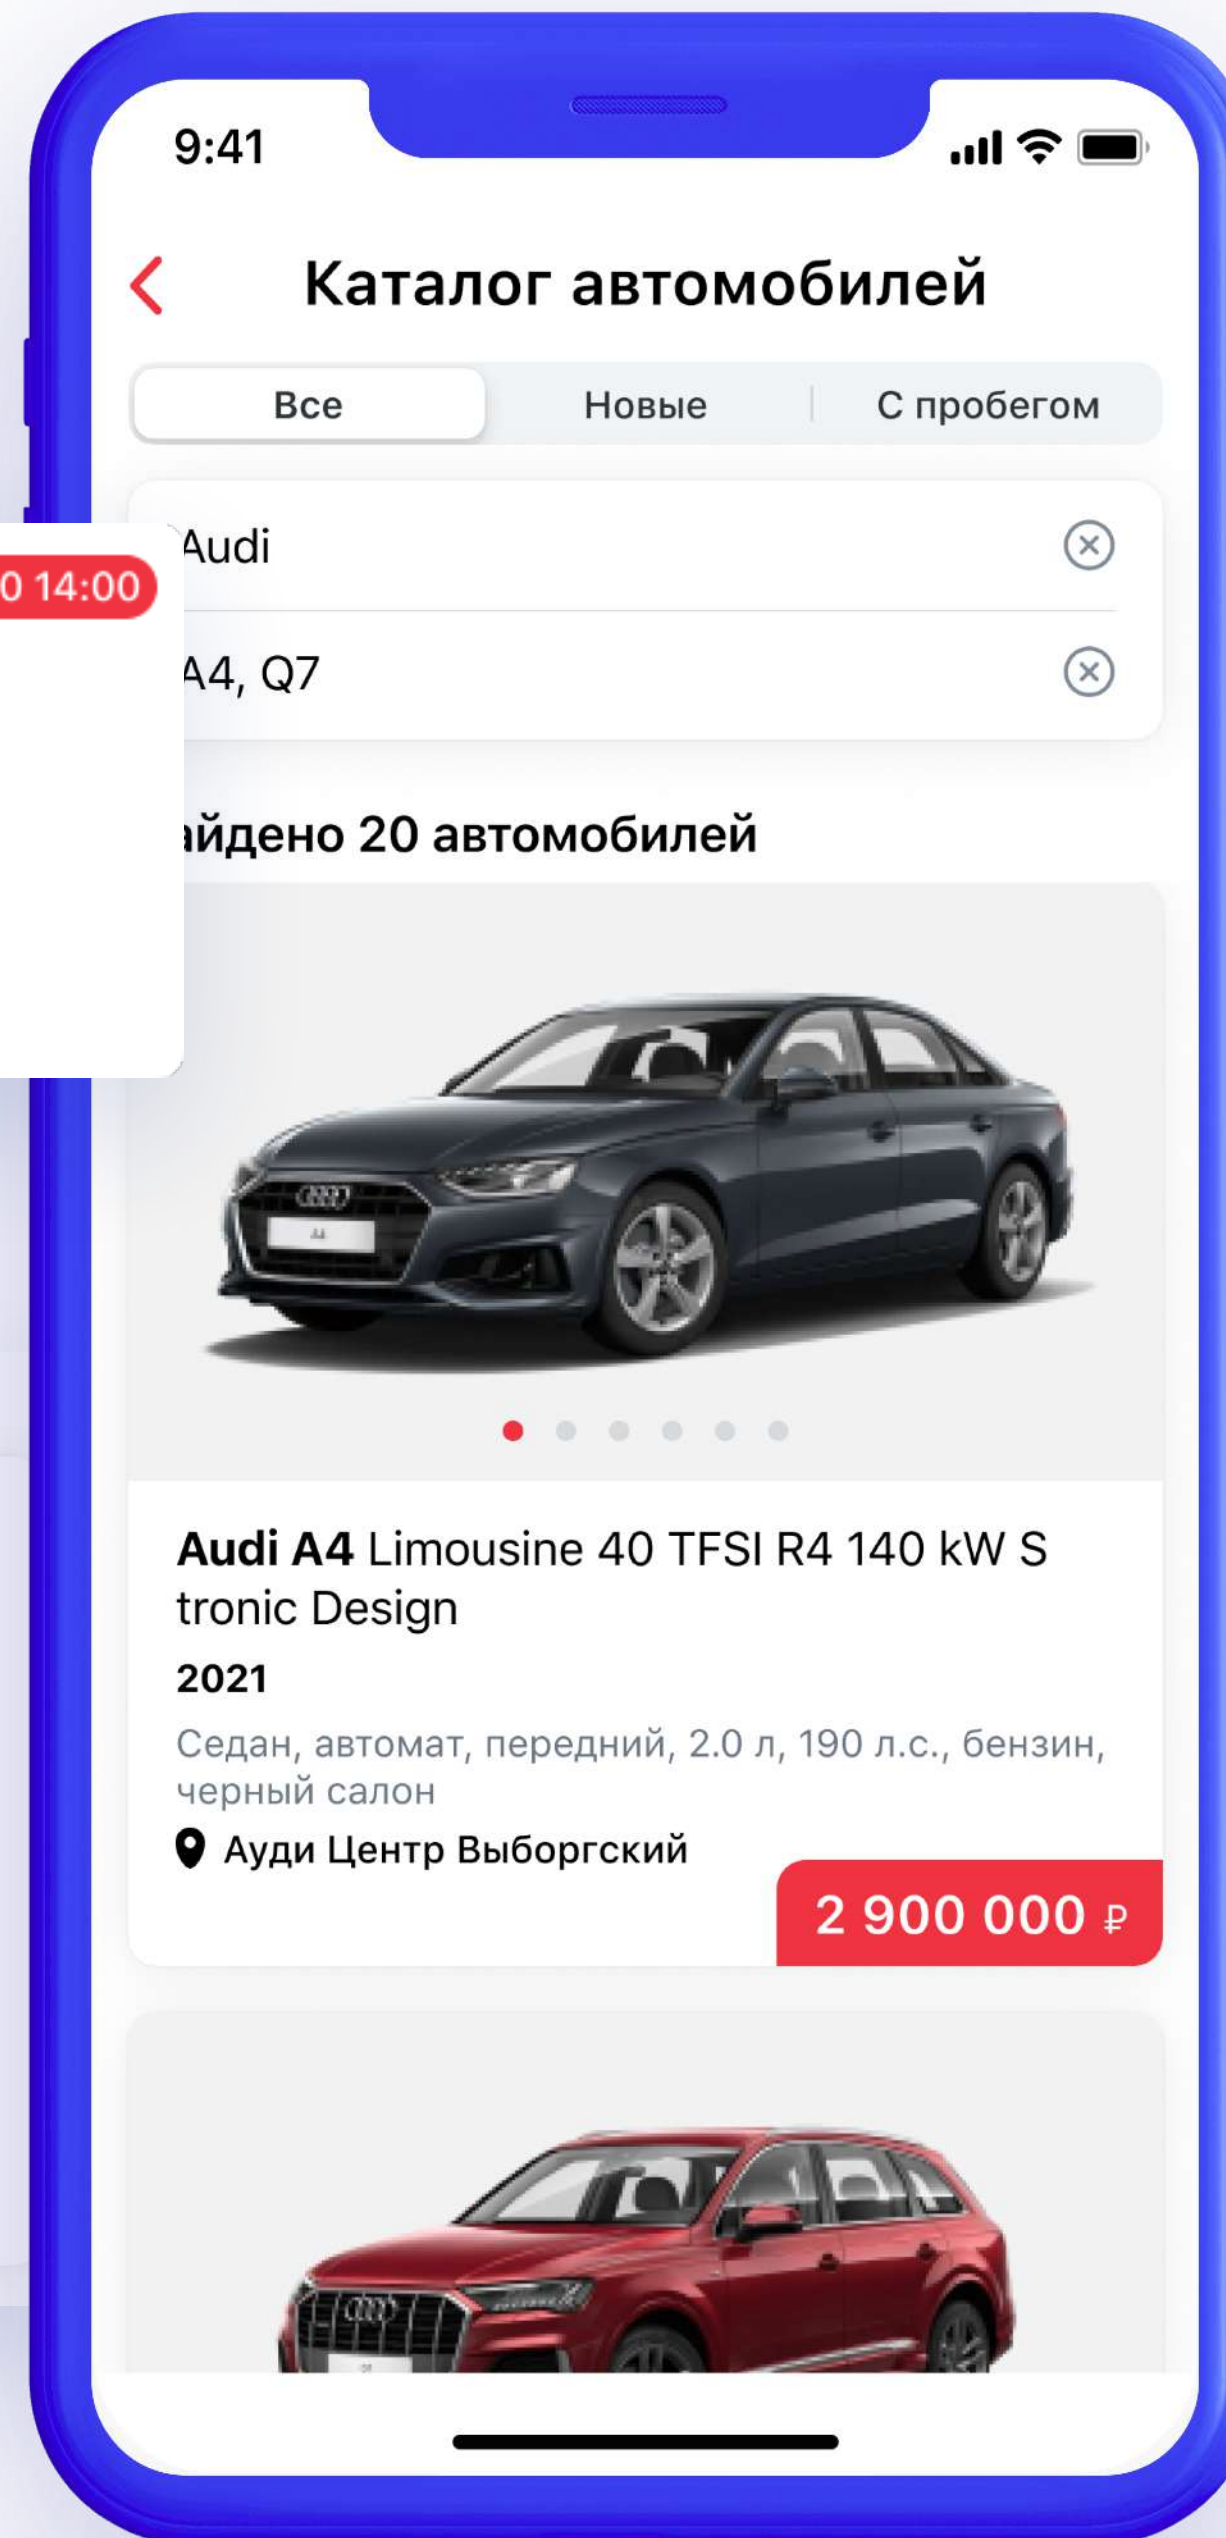 9:41
Каталог автомобилей
Все Новые С пробегом
Audi
0 14:00
A4, Q7
20 автомобилей
Audi A4 Limousine 40 TFSI R4 140 kW S
tronic Design
2021
Седан, автомат, передний, 2.0 л, 190 л.с., бензин,
черный салон
Ауди Центр Выборгский
2 900 000 ₽